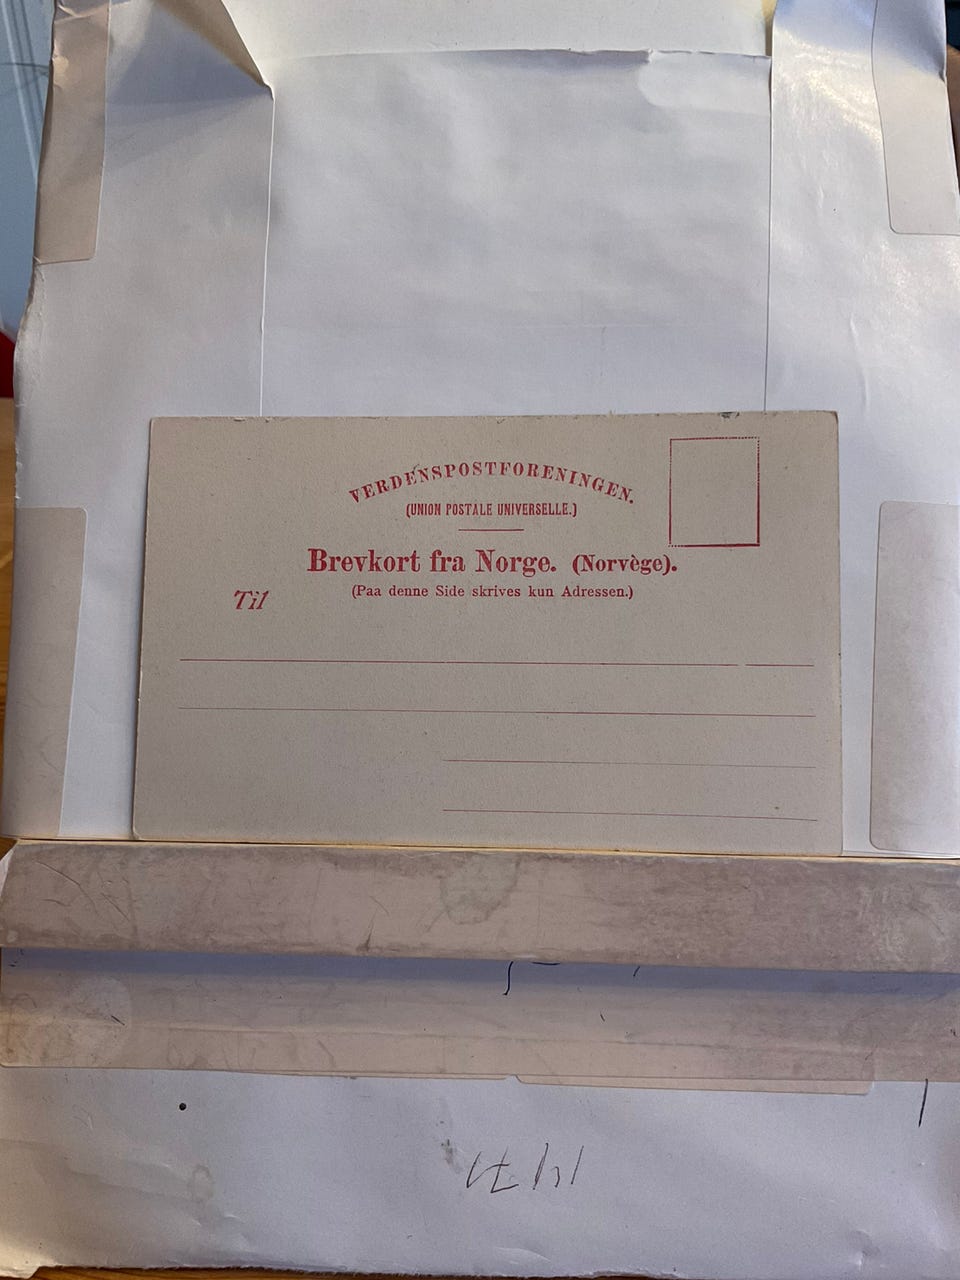 VERDENSPOSTFORENINGEN.
(UNION POSTALE UNIVERSELLE.)
Brevkort fra Norge. (Norvège).
(Paa denne Side skrives kun Adressen.)
Til